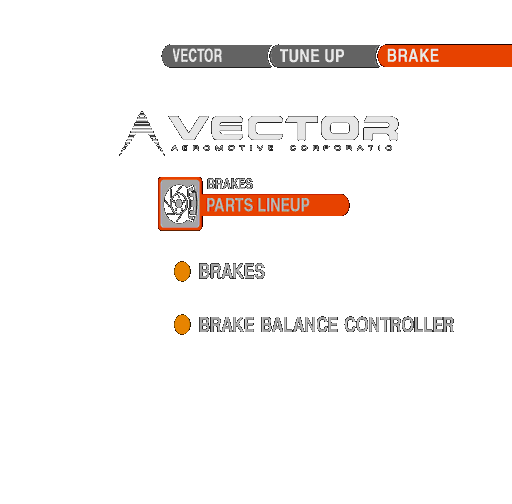 VECTOR TUNE UP BRAKE
VECTOR
AEROMOTIVE CORPORATIO
BRAKES
PARTS LINEUP
BRAKES
BRAKE BALANCE CONTROLLER